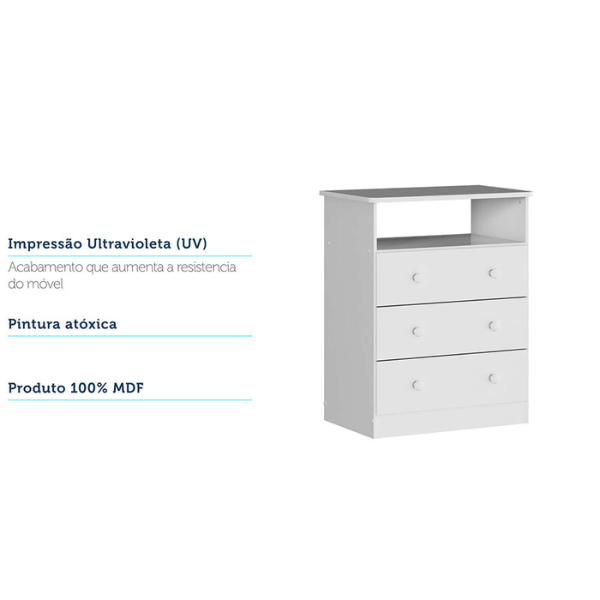 Impressão Ultravioleta (UV)
Acabamento que aumenta a resistencia
do móvel
Pintura atóxica
Produto 100% MDF